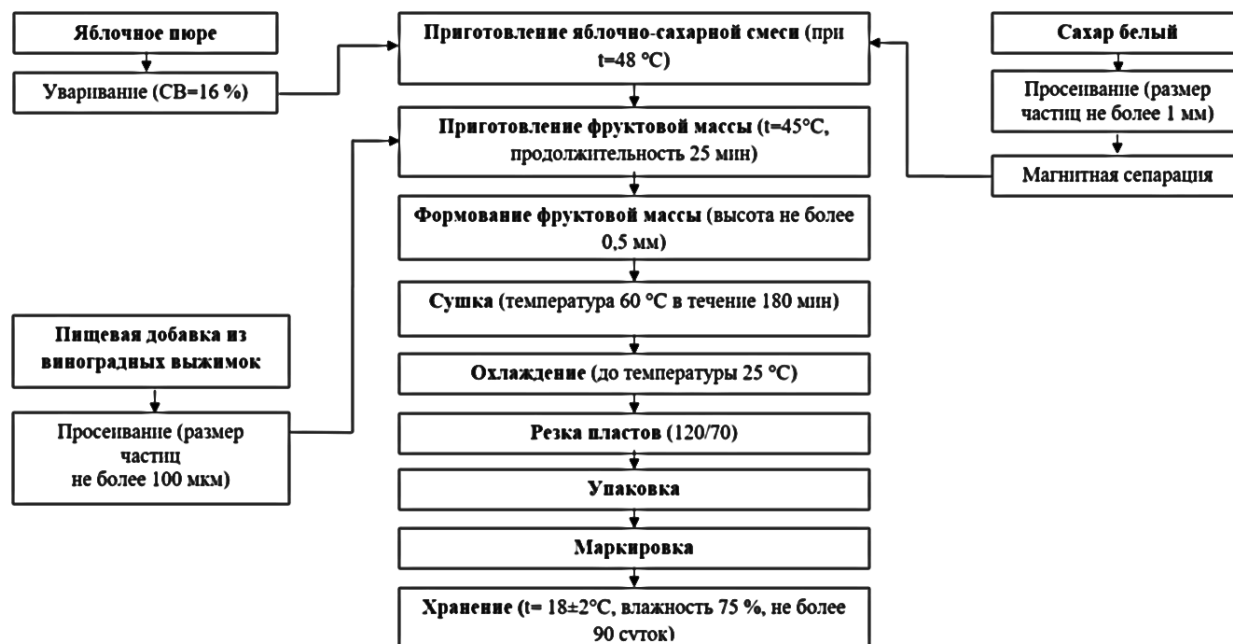 Яблочное пюре
Уваривание (СВ=16 %)
Приготовление яблочно-сахарной смеси (при
t=48 °С)
Сахар белый
Просеивание (размер
частиц не более 1 мм)
Магнитная сепарация
Приготовление фруктовой массы (t=45°С,
продолжительность 25 мин)
Формование фруктовой массы (высота не более
0,5 мм)
Сушка (температура 60 °С в течение 180 мин)
Пищевая добавка из
виноградных выжимок
Просеивание (размер
частиц
не более 100 мкм)
Охлаждение (до температуры 25 °С)
Резка пластов (120/70)
Упаковка
Маркировка
Хранение (t= 18±2°С, влажность 75 %, не более
90 суток)